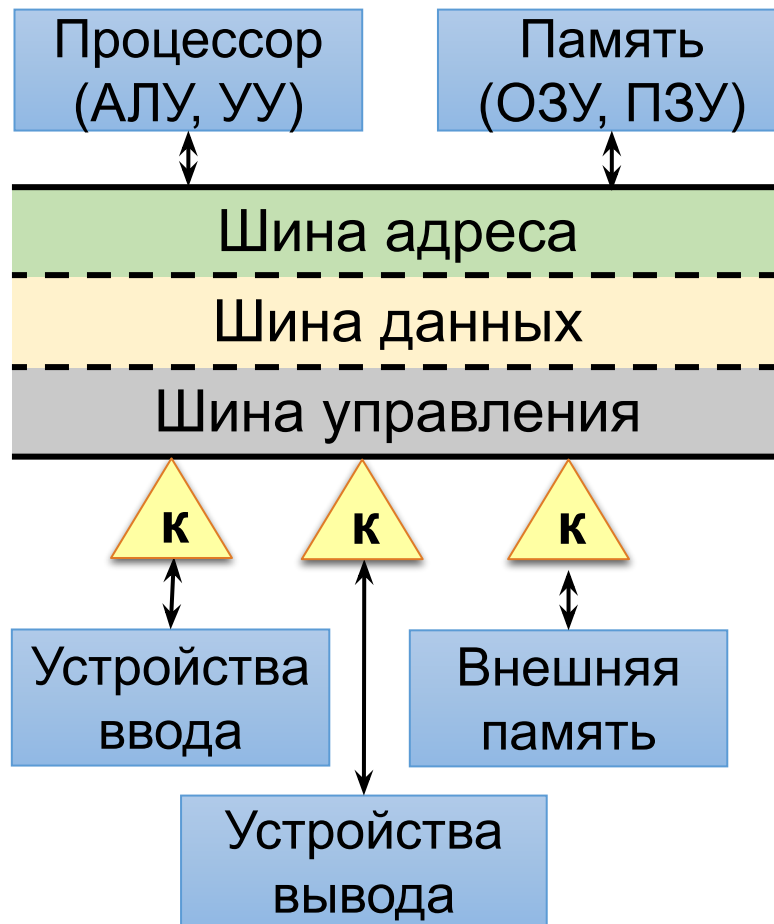 Процессор
(АЛУ, УУ)
Память
(ОЗУ, ПЗУ)
Шина адреса
Шина данных
Шина управления
к
к
к
Устройства
ввода
Внешняя
память
Устройства
вывода